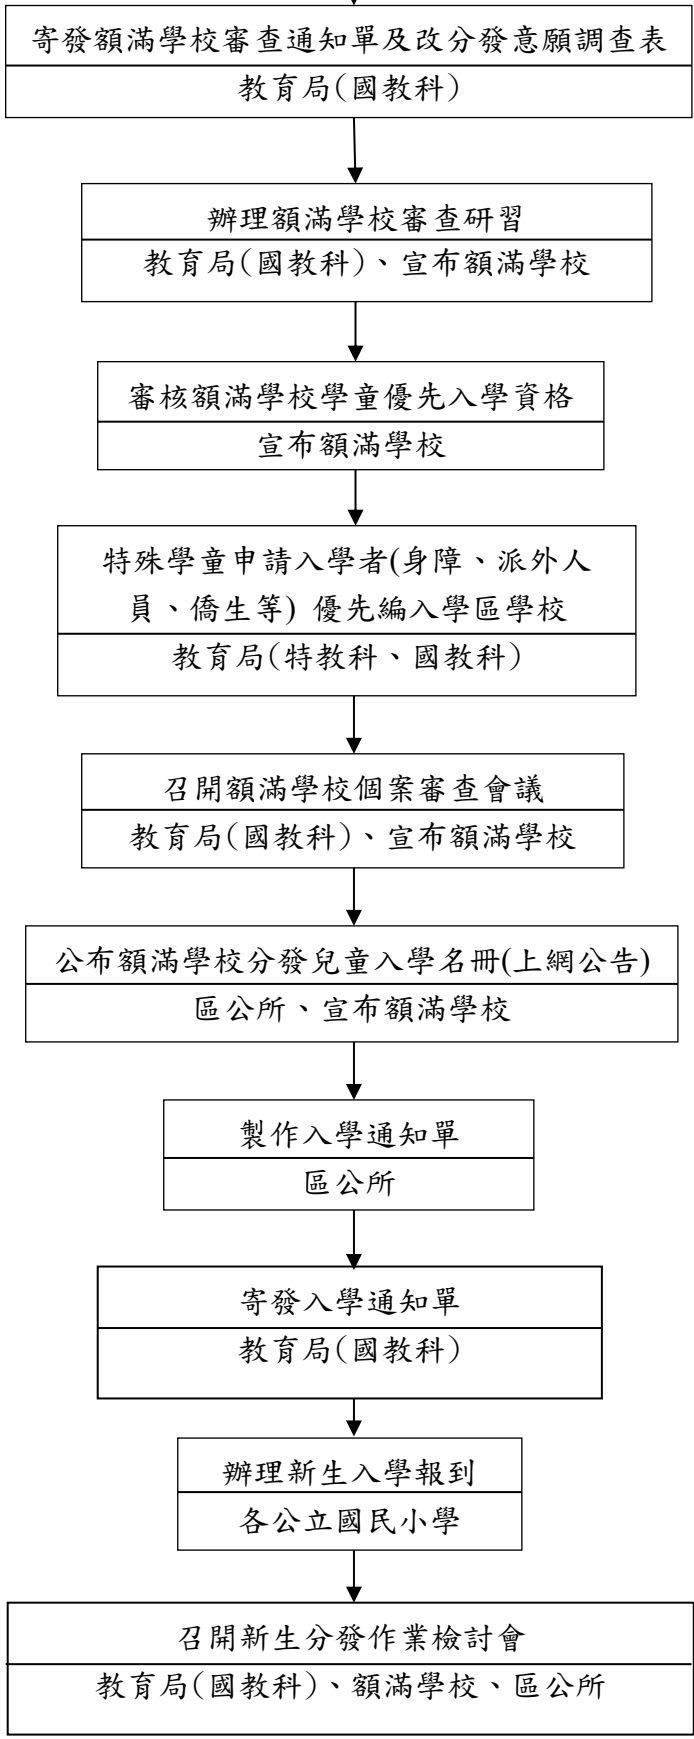 寄發額滿學校審查通知單及改分發意願調查表
教育局(國教科)
辦理額滿學校審查研習
教育局(國教科)、宣布額滿學校
審核額滿學校學童優先入學資格
宣布額滿學校
特殊學童申請入學者(身障、派外人
員、僑生等) 優先編入學區學校
教育局(特教科、國教科)
召開額滿學校個案審查會議
教育局(國教科)、宣布額滿學校
公布額滿學校分發兒童入學名冊(上網公告)
區公所、宣布額滿學校
製作入學通知單
區公所
寄發入學通知單
教育局(國教科)
辦理新生入學報到
各公立國民小學
召開新生分發作業檢討會
教育局(國教科)、額滿學校、區公所